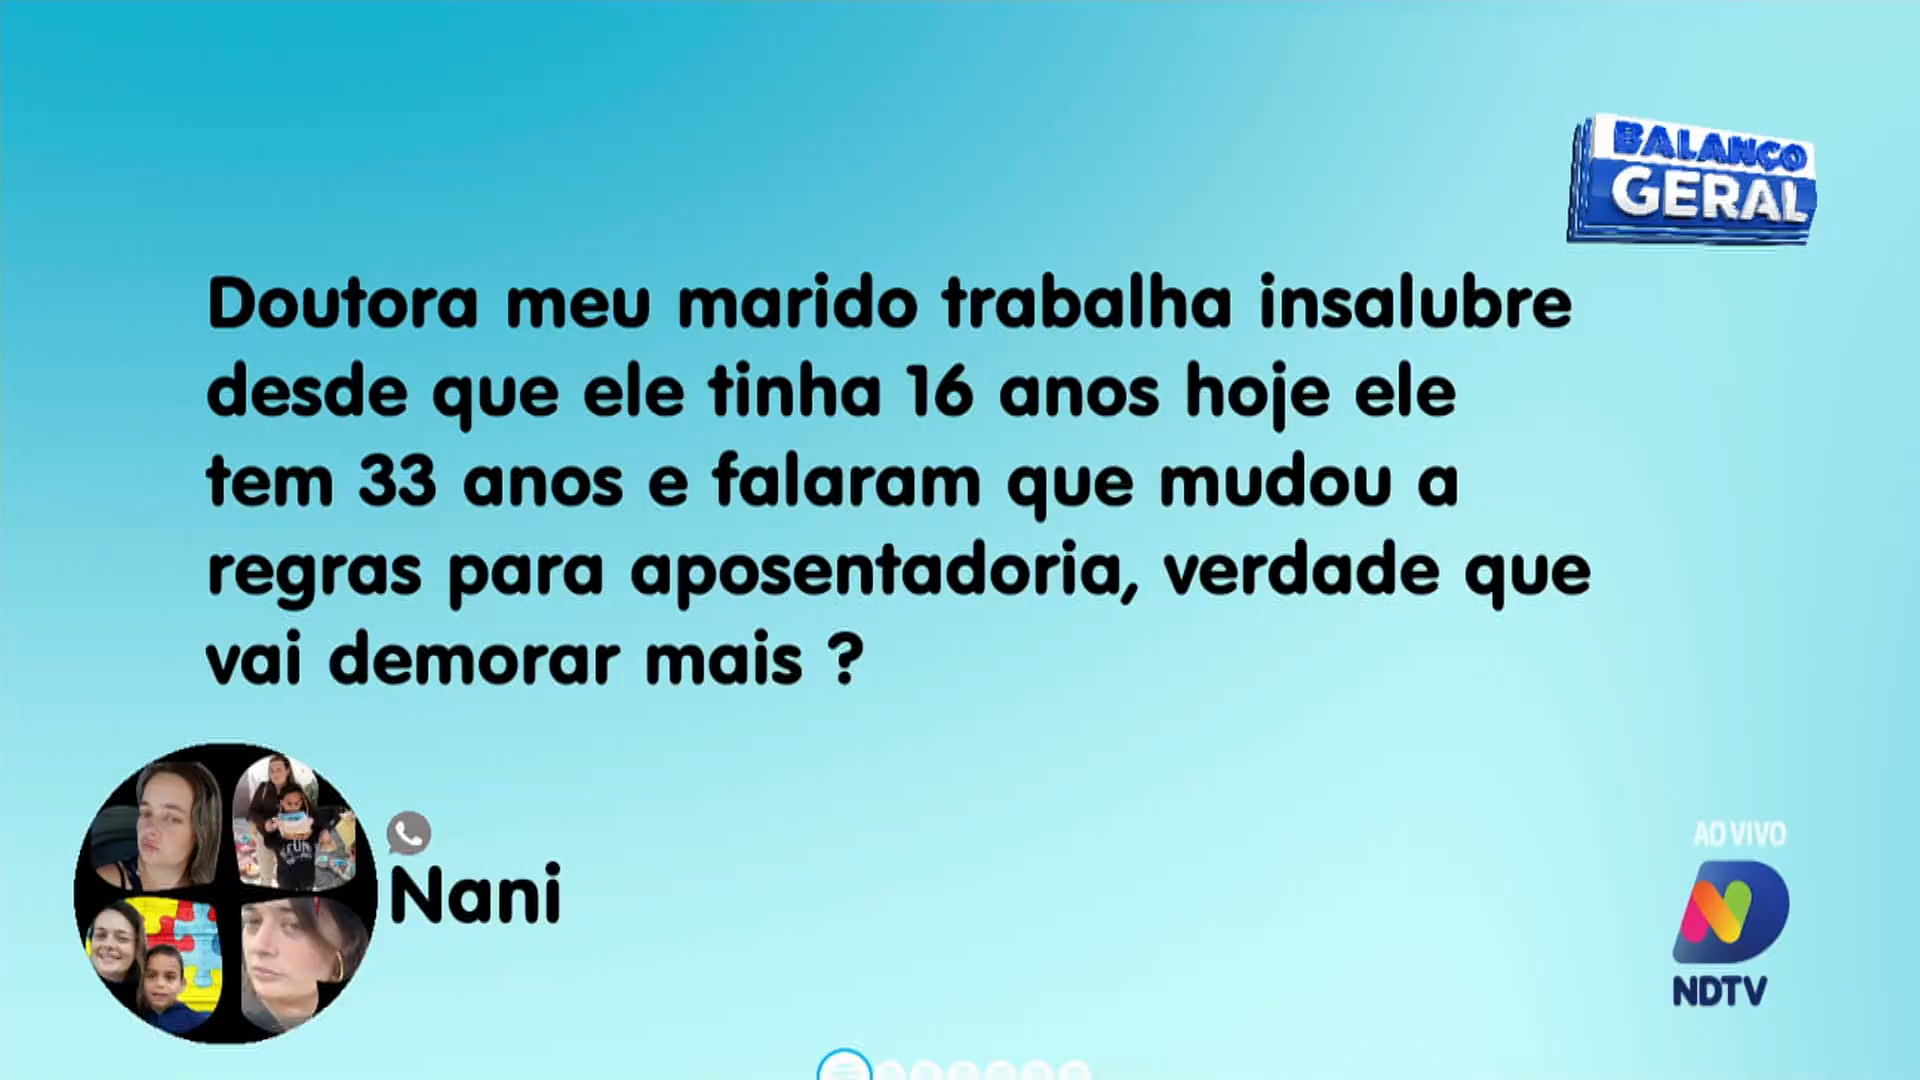 BALANÇO
GERAL
Doutora meu marido trabalha insalubre
desde que ele tinha 16 anos hoje ele
tem 33 anos e falaram que mudou a
regras para aposentadoria, verdade que
vai demorar mais ?
Nani
AO VIVO
NDTV